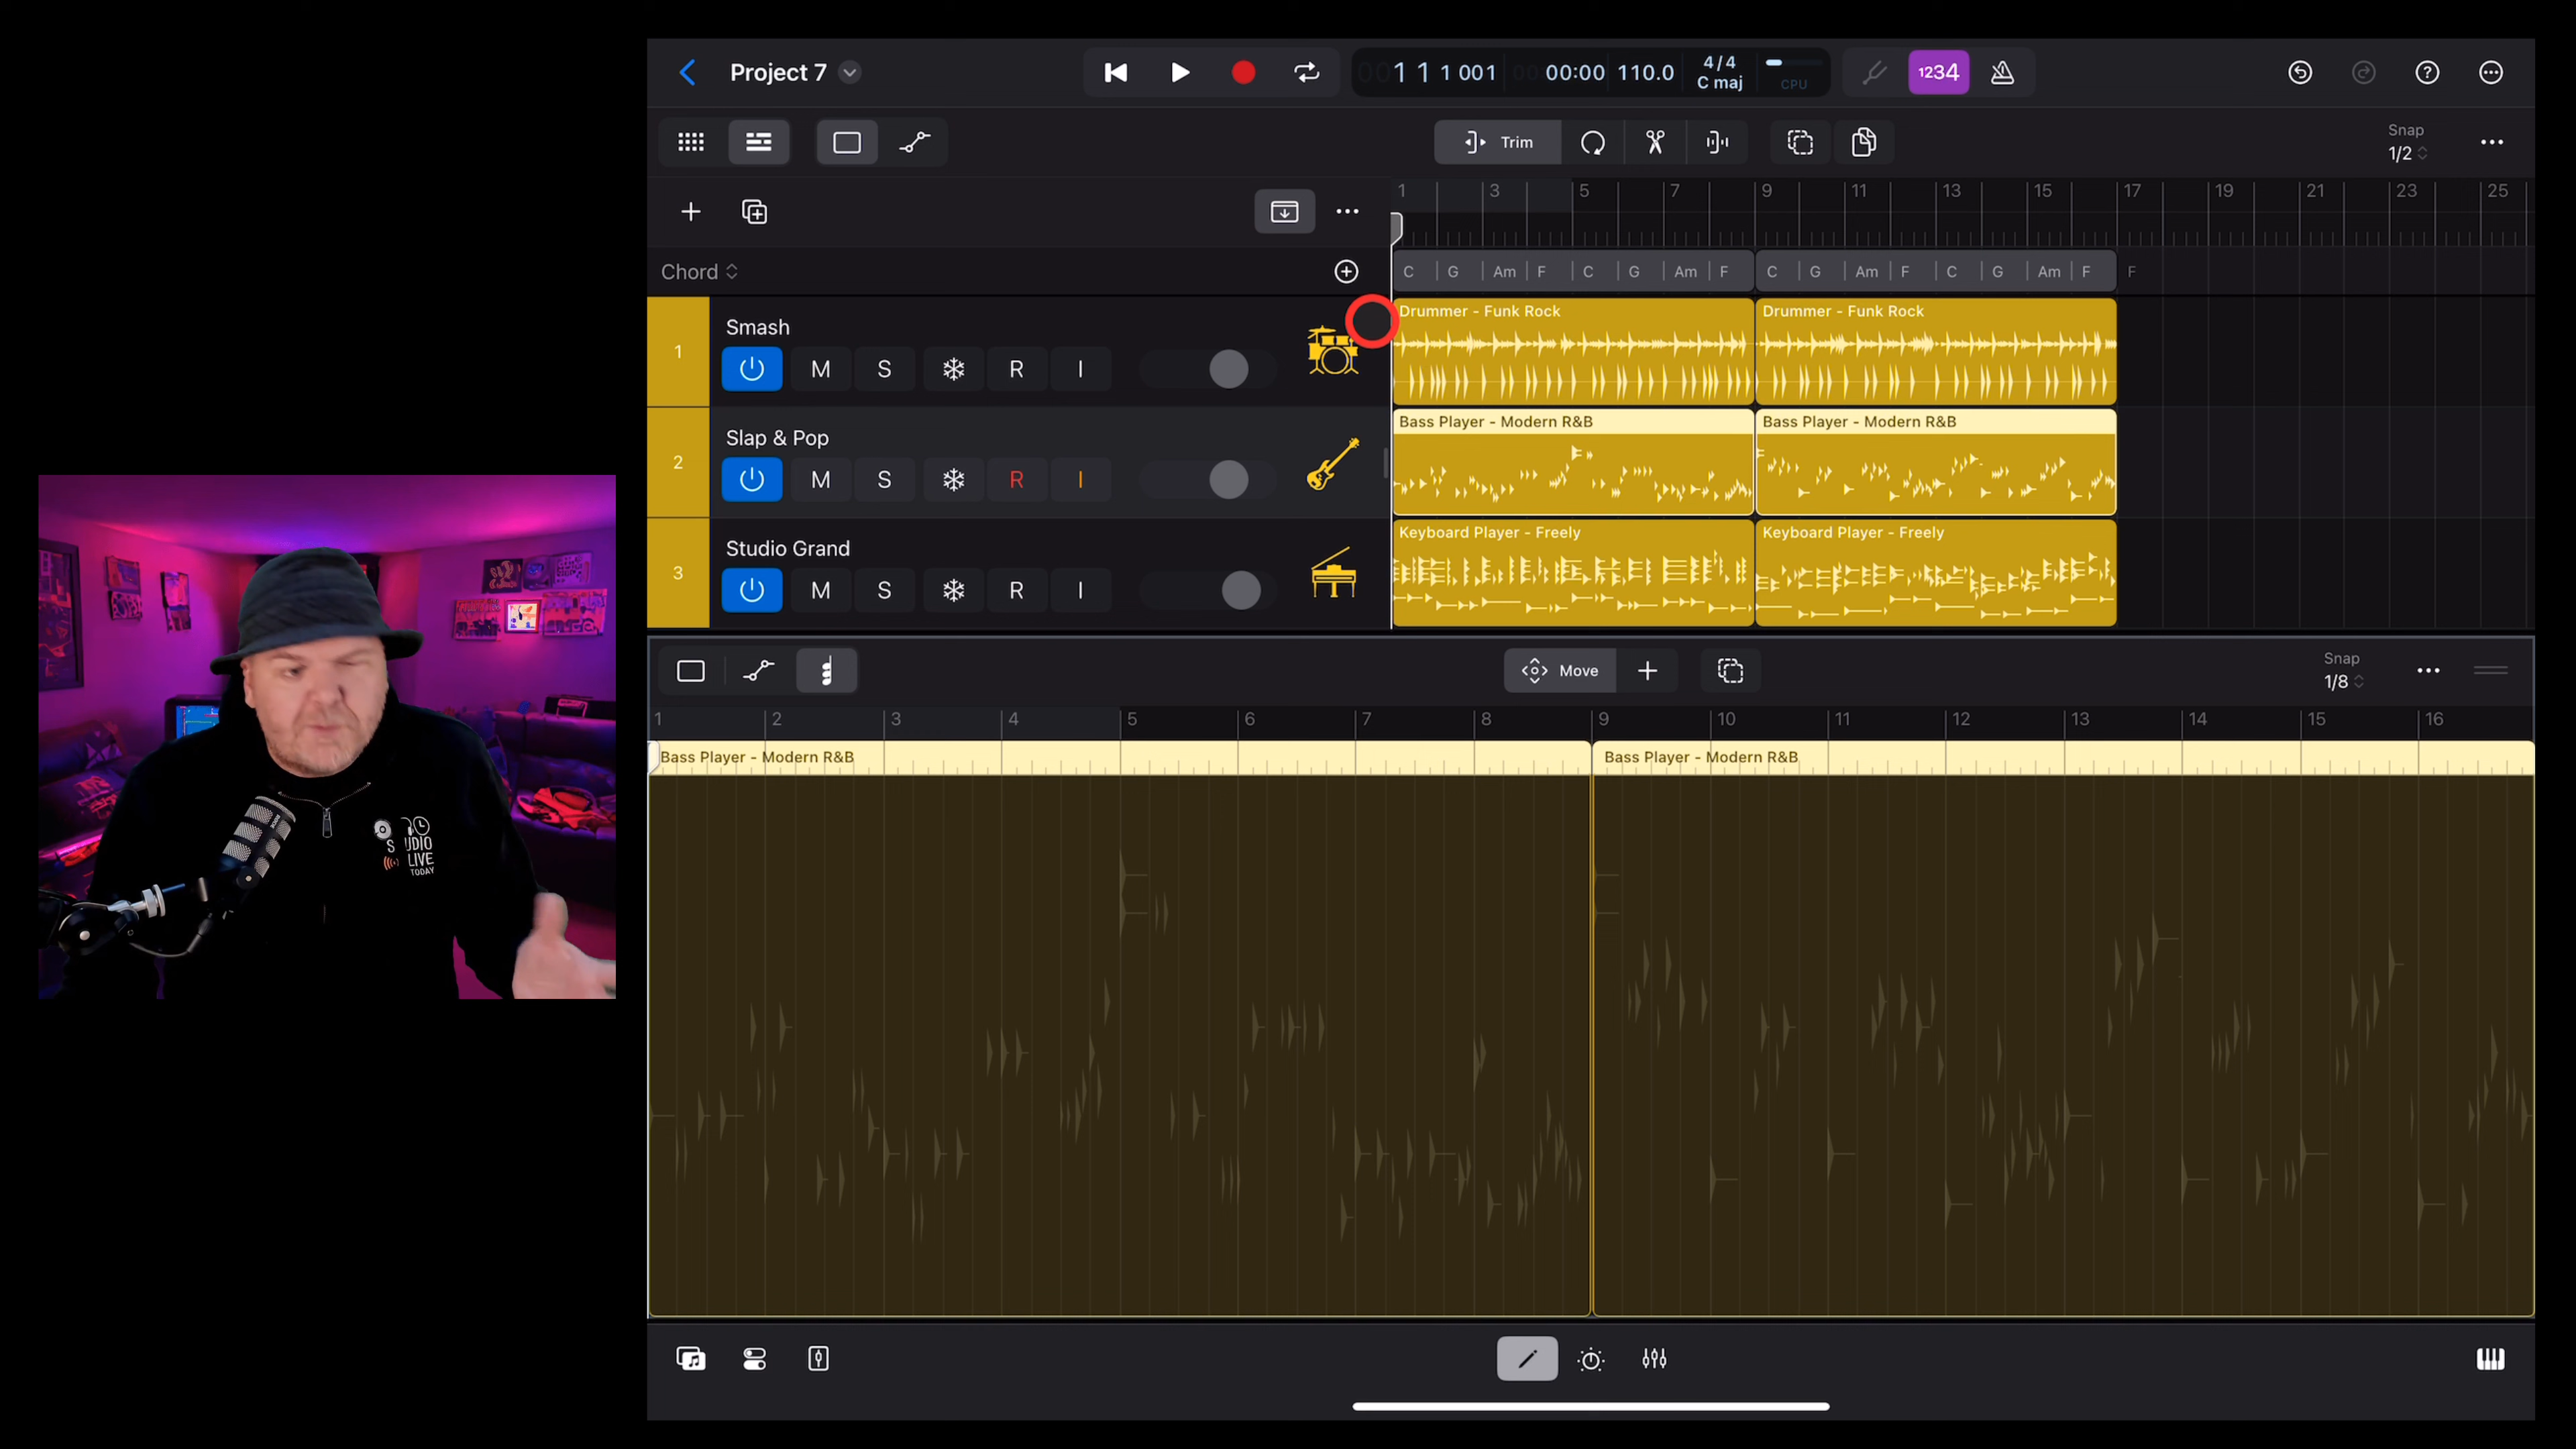 Project 7
001 1 1 001
00 00:00
110.0
4/4
C maj
CPU
1234
Trim
Snap
1/2
1 3 5 7 9 11 13 15 17 19 21 23 25
Chord
C G Am F C G Am F C G Am F C G Am F F
1
Smash
M S R I
Drummer - Funk Rock
Drummer - Funk Rock
2
Slap & Pop
M S R I
Bass Player - Modern R&B
Bass Player - Modern R&B
3
Studio Grand
M S R I
Keyboard Player - Freely
Keyboard Player - Freely
Move
Snap
1/8
1 2 3 4 5 6 7 8 9 10 11 12 13 14 15 16
Bass Player - Modern R&B
Bass Player - Modern R&B
LIVE
TODAY